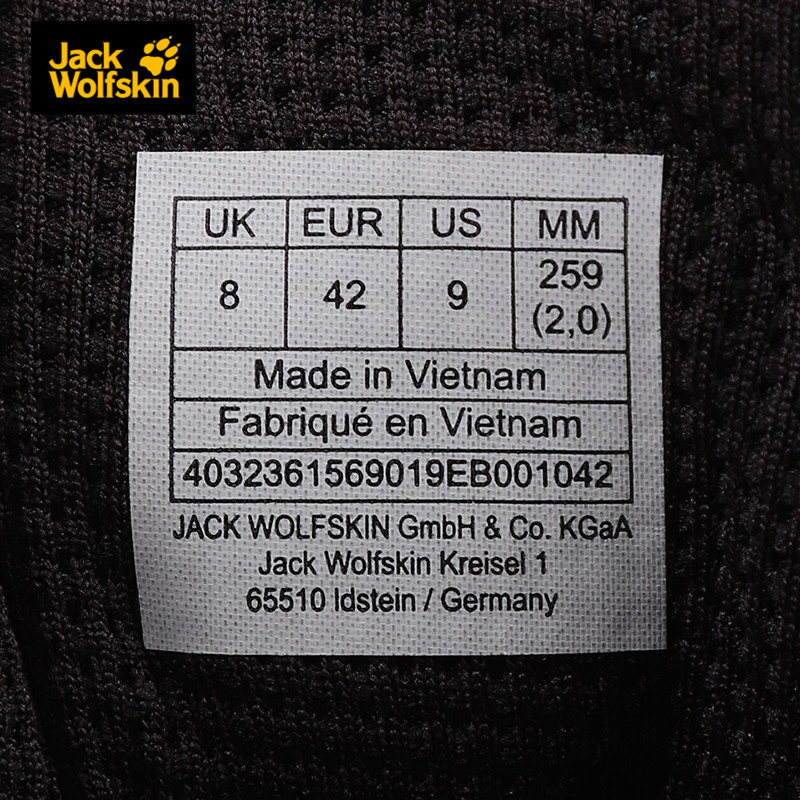 Jack
Wolfskin
UK EUR US MM
8 42 9 259
(2,0)
Made in Vietnam
Fabriqué en Vietnam
4032361569019EB001042
JACK WOLFSKIN GmbH & Co. KGaA
Jack Wolfskin Kreisel 1
65510 Idstein / Germany